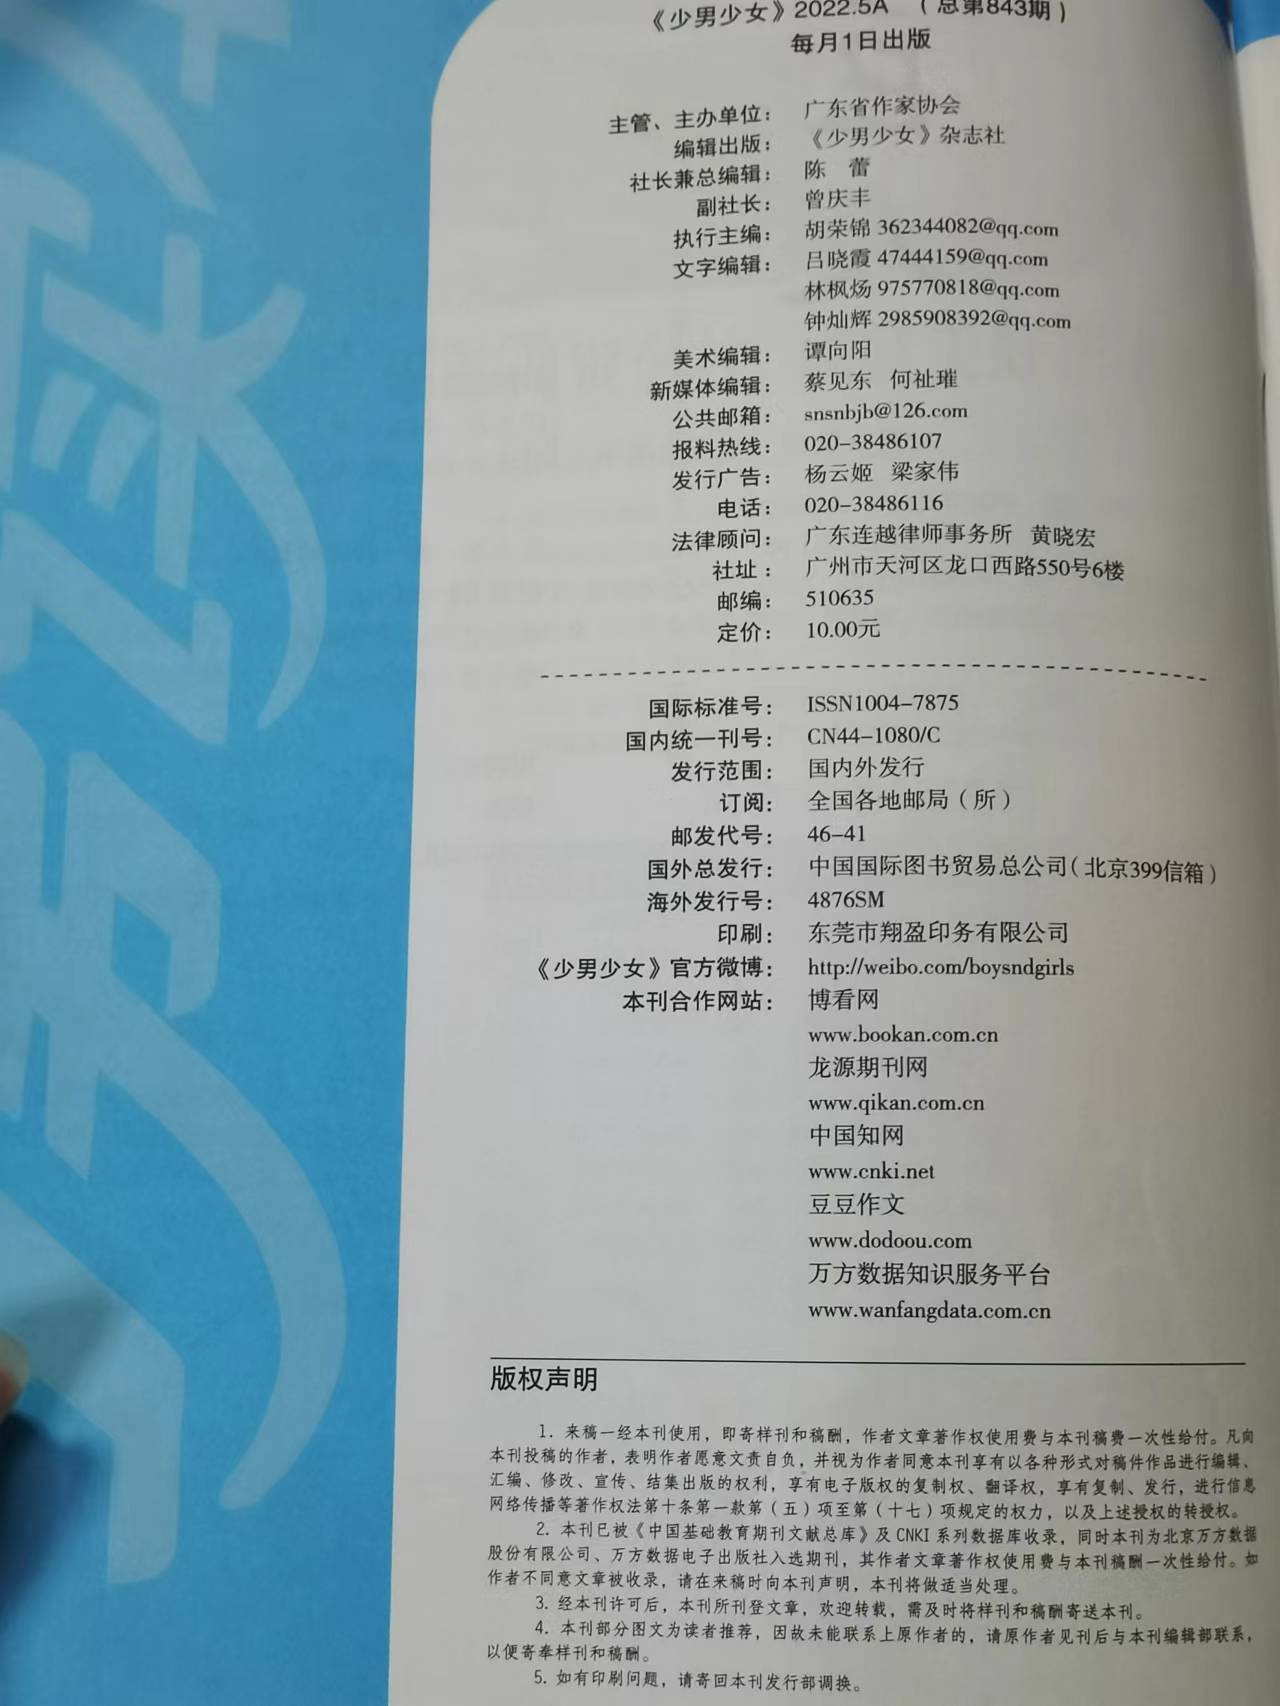 《少男少女》2022.5A （总第843期）
每月1日出版
主管、主办单位： 广东省作家协会
编辑出版： 《少男少女》杂志社
社长兼总编辑： 陈 蕾
副社长： 曾庆丰
执行主编： 胡荣锦 362344082@qq.com
文字编辑： 吕晓霞 47444159@qq.com
林枫炀 975770818@qq.com
钟灿辉 2985908392@qq.com
美术编辑： 谭向阳
新媒体编辑： 蔡见东 何祉璀
公共邮箱： snsnbjb@126.com
报料热线： 020-38486107
发行广告： 杨云姬 梁家伟
电话： 020-38486116
法律顾问： 广东连越律师事务所 黄晓宏
社址： 广州市天河区龙口西路550号6楼
邮编： 510635
定价： 10.00元
国际标准号： ISSN1004-7875
国内统一刊号： CN44-1080/C
发行范围： 国内外发行
订阅： 全国各地邮局（所）
邮发代号： 46-41
国外总发行： 中国国际图书贸易总公司（北京399信箱）
海外发行号： 4876SM
印刷： 东莞市翔盈印务有限公司
《少男少女》官方微博： http://weibo.com/boysndgirls
本刊合作网站： 博看网
www.bookan.com.cn
龙源期刊网
www.qikan.com.cn
中国知网
www.cnki.net
豆豆作文
www.dodoou.com
万方数据知识服务平台
www.wanfangdata.com.cn
版权声明
1. 来稿一经本刊使用，即寄样刊和稿酬，作者文章著作权使用费与本刊稿费一次性给付。凡向
本刊投稿的作者，表明作者愿意文责自负，并视为作者同意本刊享有以各种形式对稿件作品进行编辑、
汇编、修改、宣传、结集出版的权利，享有电子版权的复制权、翻译权，享有复制、发行，进行信息
网络传播等著作权法第十条第一款第（五）项至第（十七）项规定的权力，以及上述授权的转授权。
2. 本刊已被《中国基础教育期刊文献总库》及 CNKI 系列数据库收录，同时本刊为北京万方数据
股份有限公司、万方数据电子出版社入选期刊，其作者文章著作权使用费与本刊稿酬一次性给付。如
作者不同意文章被收录，请在来稿时向本刊声明，本刊将做适当处理。
3. 经本刊许可后，本刊所刊登文章，欢迎转载，需及时将样刊和稿酬寄送本刊。
4. 本刊部分图文为读者推荐，因故未能联系上原作者的，请原作者见刊后与本刊编辑部联系，
以便寄奉样刊和稿酬。
5. 如有印刷问题，请寄回本刊发行部调换。